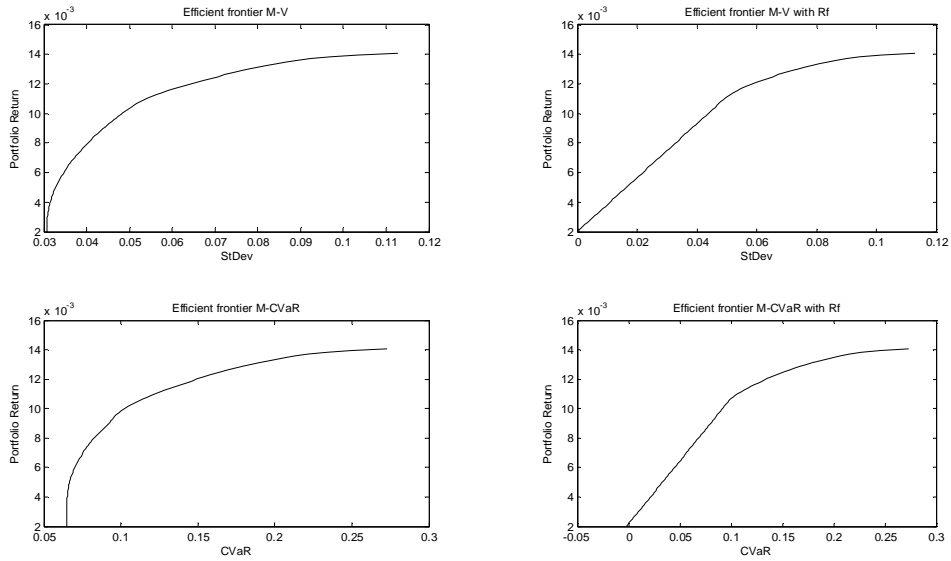 Efficient frontier M-V
x 10-3
16
14
12
10
8
6
4
2
Portfolio Return
0.03 0.04 0.05 0.06 0.07 0.08 0.09 0.1 0.11 0.12
StDev
Efficient frontier M-V with Rf
x 10-3
16
14
12
10
8
6
4
2
Portfolio Return
0 0.02 0.04 0.06 0.08 0.1 0.12
StDev
Efficient frontier M-CVaR
x 10-3
16
14
12
10
8
6
4
2
Portfolio Return
0.05 0.1 0.15 0.2 0.25 0.3
CVaR
Efficient frontier M-CVaR with Rf
x 10-3
16
14
12
10
8
6
4
2
Portfolio Return
-0.05 0 0.05 0.1 0.15 0.2 0.25 0.3
CVaR